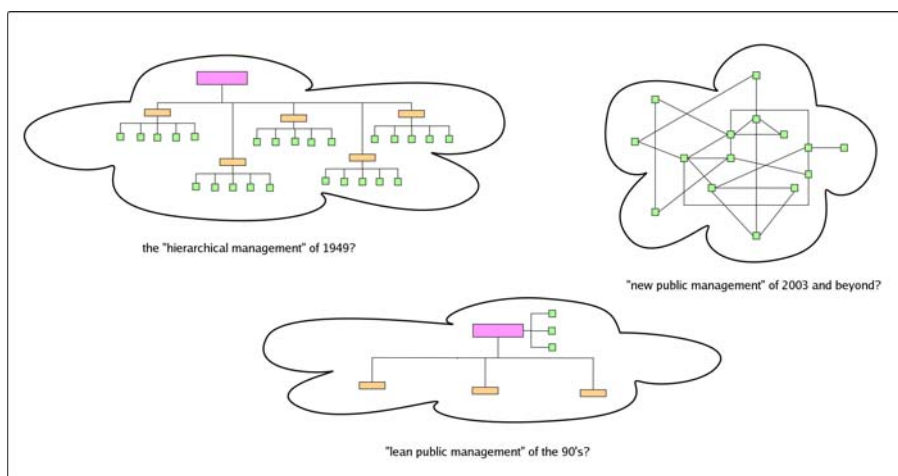 the "hierarchical management" of 1949?
"new public management" of 2003 and beyond?
"lean public management" of the 90's?